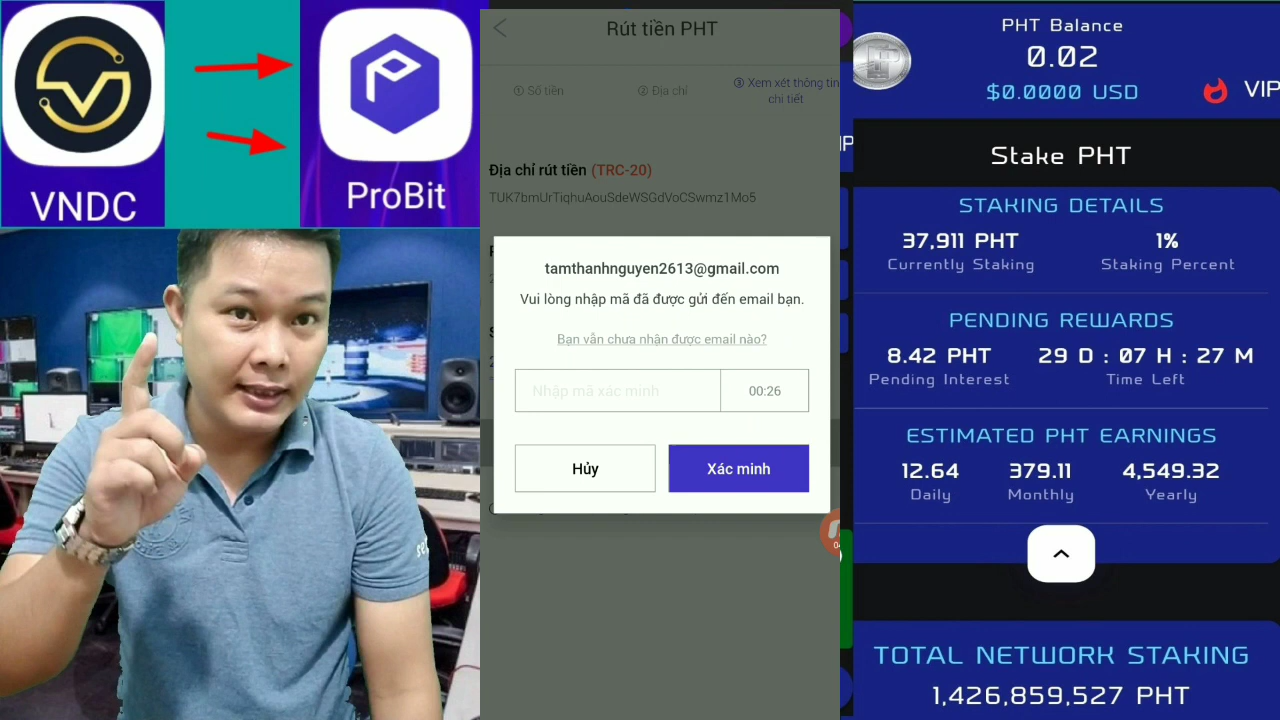 VNDC
ProBit
Rút tiền PHT
① Số tiền
② Địa chỉ
③ Xem xét thông tin
chi tiết
Địa chỉ rút tiền (TRC-20)
TUK7bmUrTiqhuAouSdeWSGdVoCSwmz1Mo5
tamthanhnguyen2613@gmail.com
Vui lòng nhập mã đã được gửi đến email bạn.
Bạn vẫn chưa nhận được email nào?
Nhập mã xác minh
00:26
Hủy
Xác minh
PHT Balance
0.02
$0.0000 USD
VIP
Stake PHT
STAKING DETAILS
37,911 PHT
1%
Currently Staking
Staking Percent
PENDING REWARDS
8.42 PHT
29 D : 07 H : 27 M
Pending Interest
Time Left
ESTIMATED PHT EARNINGS
12.64
379.11
4,549.32
Daily
Monthly
Yearly
TOTAL NETWORK STAKING
1,426,859,527 PHT